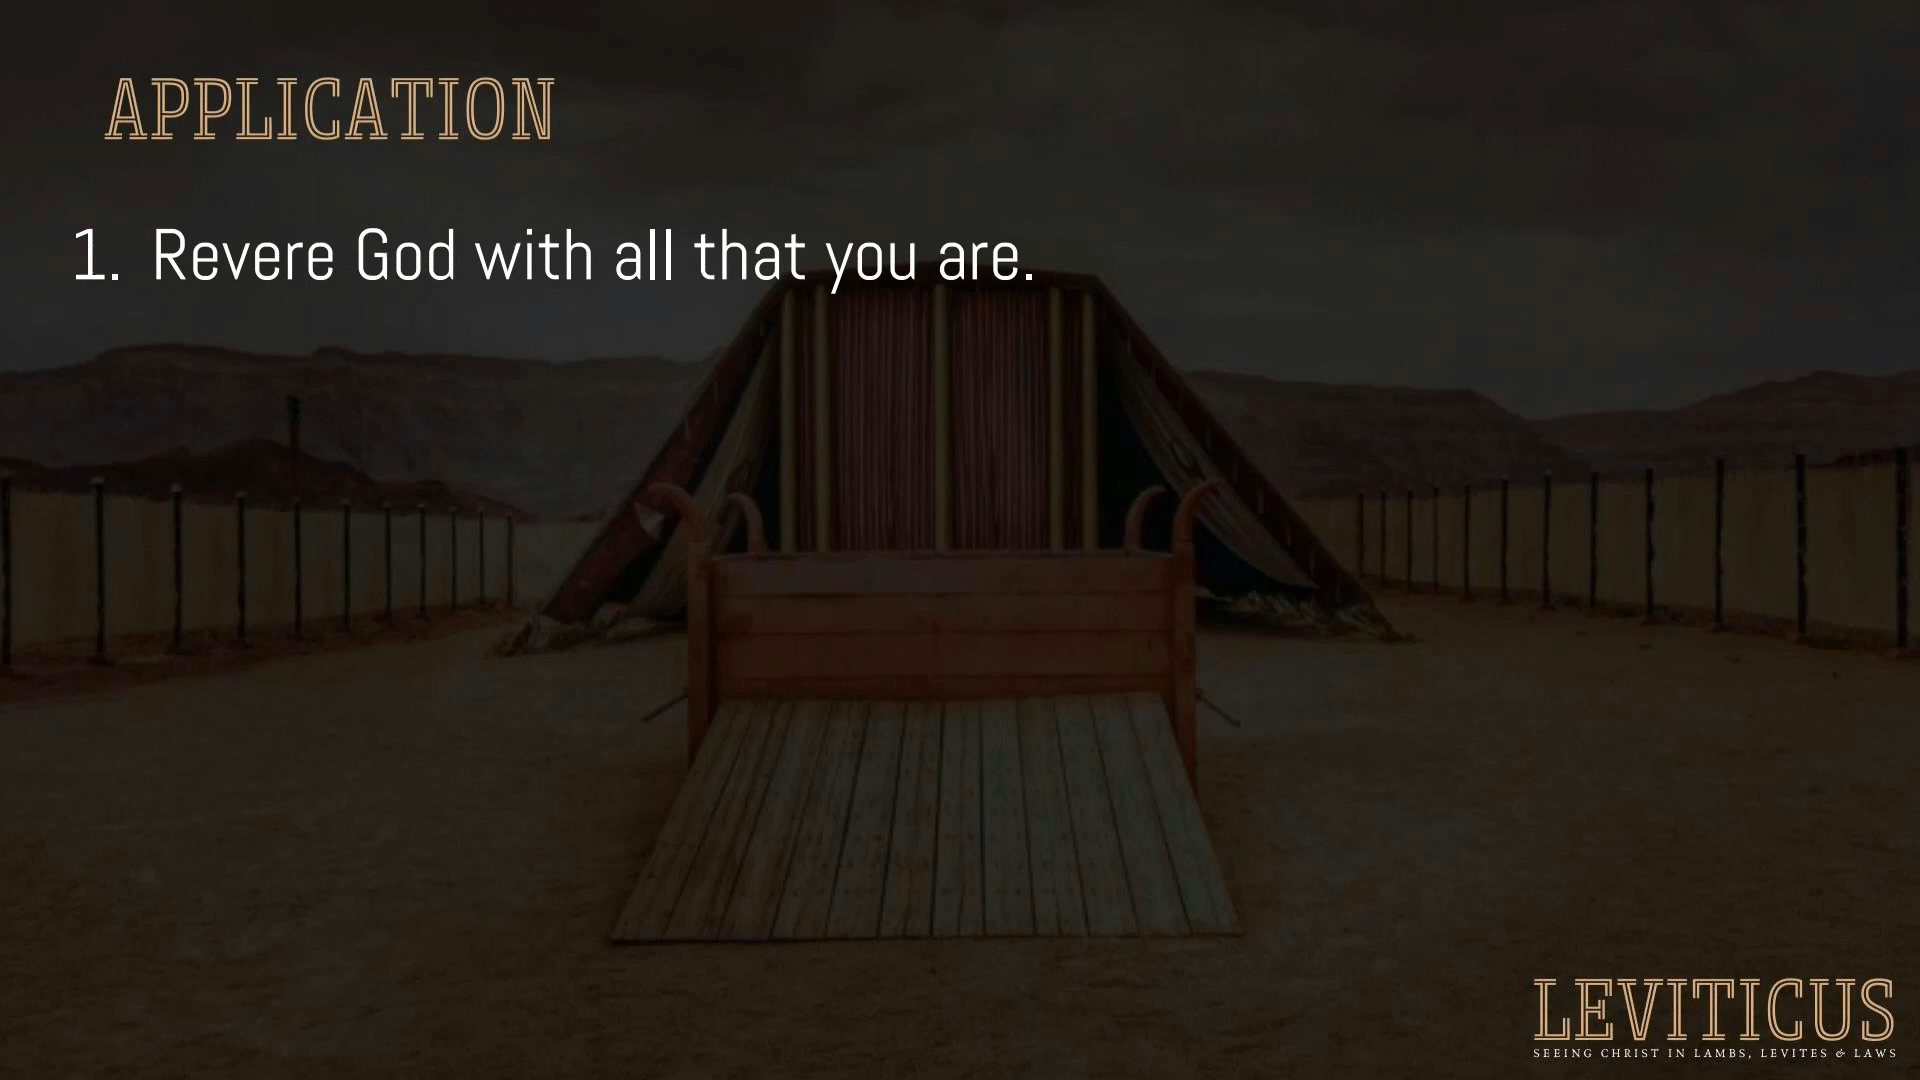 APPLICATION
1. Revere God with all that you are.
LEVITICUS
SEEING CHRIST IN LAMBS, LEVITES & LAWS